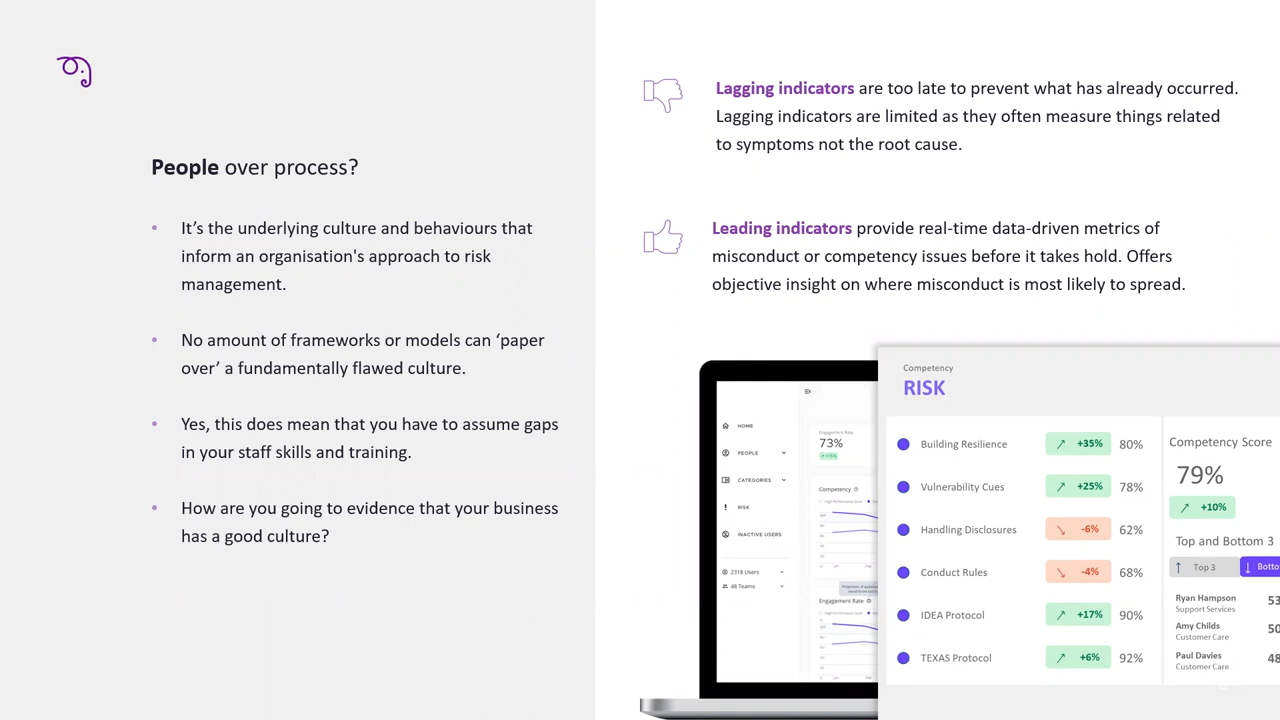 People over process?
• It’s the underlying culture and behaviours that
inform an organisation's approach to risk
management.
• No amount of frameworks or models can ‘paper
over’ a fundamentally flawed culture.
• Yes, this does mean that you have to assume gaps
in your staff skills and training.
• How are you going to evidence that your business
has a good culture?
Lagging indicators are too late to prevent what has already occurred.
Lagging indicators are limited as they often measure things related
to symptoms not the root cause.
Leading indicators provide real-time data-driven metrics of
misconduct or competency issues before it takes hold. Offers
objective insight on where misconduct is most likely to spread.
HOME
PEOPLE
CATEGORIES
RISK
INACTIVE USERS
2318 Users
48 Teams
Engagement Rate
73%
Competency
Engagement Rate
Competency
RISK
Building Resilience +35% 80%
Vulnerability Cues +25% 78%
Handling Disclosures -6% 62%
Conduct Rules -4% 68%
IDEA Protocol +17% 90%
TEXAS Protocol +6% 92%
Competency Score
79%
+10%
Top and Bottom 3
Top 3 Botto
Ryan Hampson 53
Support Services
Amy Childs 50
Customer Care
Paul Davies 48
Customer Care